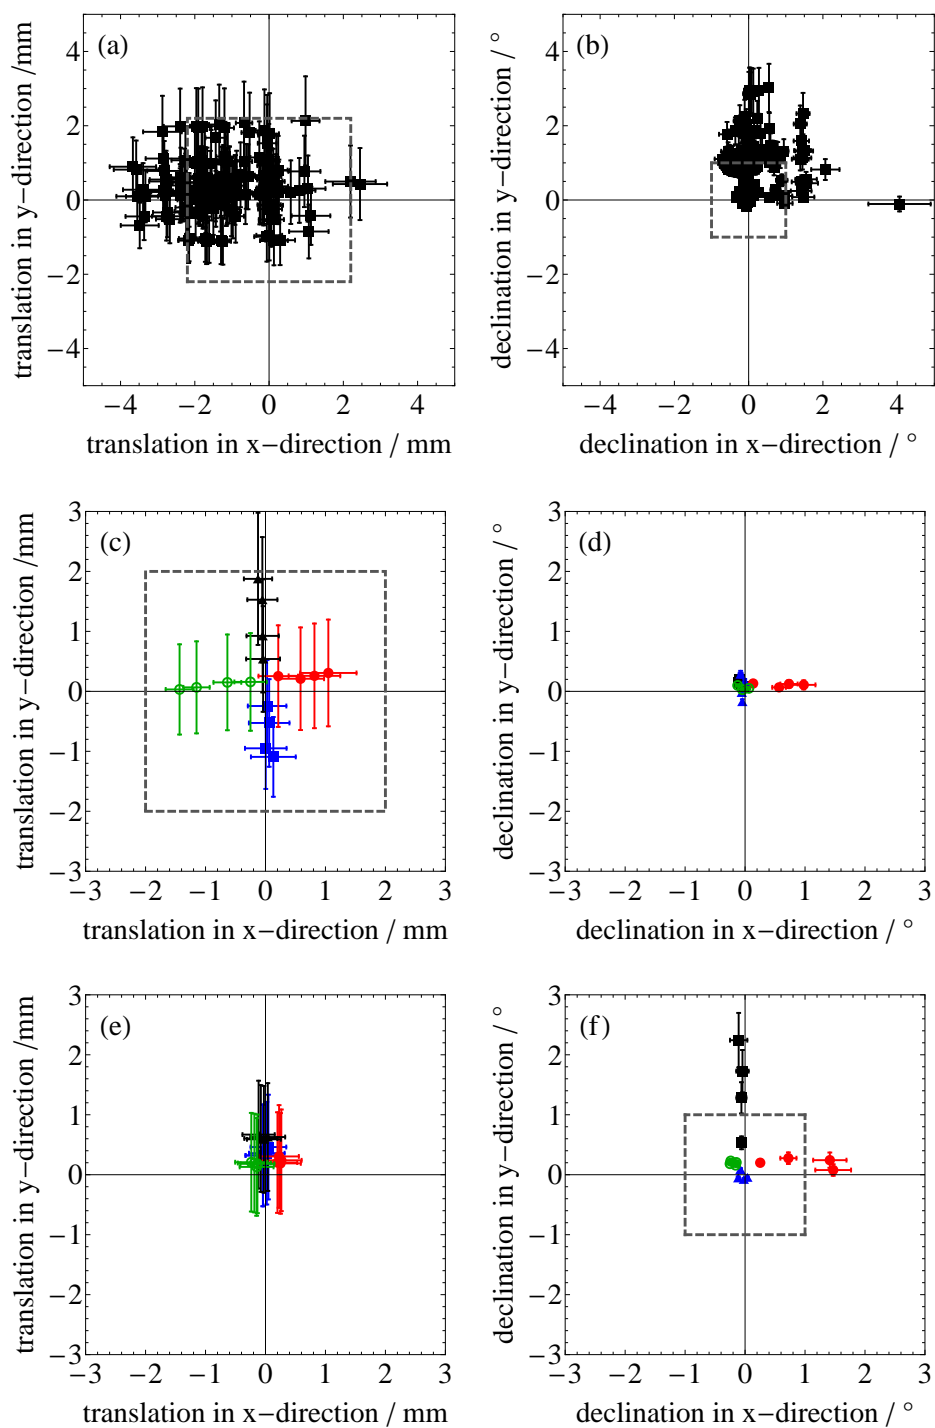 (a)
translation in y−direction /mm
4
2
0
−2
−4
−4 −2 0 2 4
translation in x−direction / mm
(b)
declination in y−direction / °
4
2
0
−2
−4
−4 −2 0 2 4
declination in x−direction / °
(c)
translation in y−direction /mm
3
2
1
0
−1
−2
−3
−3 −2 −1 0 1 2 3
translation in x−direction / mm
(d)
declination in y−direction / °
3
2
1
0
−1
−2
−3
−3 −2 −1 0 1 2 3
declination in x−direction / °
(e)
translation in y−direction /mm
3
2
1
0
−1
−2
−3
−3 −2 −1 0 1 2 3
translation in x−direction / mm
(f)
declination in y−direction / °
3
2
1
0
−1
−2
−3
−3 −2 −1 0 1 2 3
declination in x−direction / °